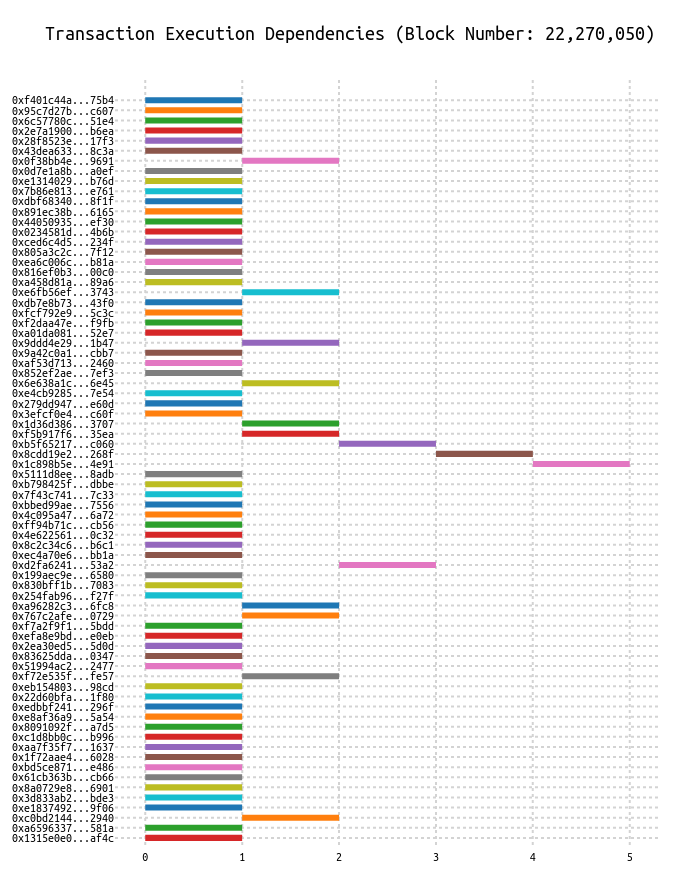 Transaction Execution Dependencies (Block Number: 22,270,050)
0xf401c44a...75b4
0x95c7d27b...c607
0x6c57780c...51e4
0x2e7a1900...b6ea
0x28f8523e...17f3
0x43dea633...8c3a
0x0f38bb4e...9691
0x0d7e1a8b...a0ef
0xe1314029...b76d
0x7b86e813...e761
0xdbf68340...8f1f
0x891ec38b...6165
0x44050935...ef30
0x0234581d...4b6b
0xced6c4d5...234f
0x805a3c2c...7f12
0xea6c006c...b81a
0x816ef0b3...00c0
0xa458d81a...89a6
0xe6fb56ef...3743
0xdb7e8b73...43f0
0xfcf792e9...5c3c
0xf2daa47e...f9fb
0xa01da081...52e7
0x9ddd4e29...1b47
0x9a42c0a1...cbb7
0xaf53d713...2460
0x852ef2ae...7ef3
0x6e638a1c...6e45
0xe4cb9285...7e54
0x279dd947...e60d
0x3efcf0e4...c60f
0x1d36d386...3707
0xf5b917f6...35ea
0xb5f65217...c060
0x8cdd19e2...268f
0x1c898b5e...4e91
0x5111d8ee...8adb
0xb798425f...dbbe
0x7f43c741...7c33
0xbbed99ae...7556
0x4c095a47...6a72
0xff94b71c...cb56
0x4e622561...0c32
0x8c2c34c6...b6c1
0xec4a70e6...bb1a
0xd2fa6241...53a2
0x199aec9e...6580
0x830bff1b...7083
0x254fab96...f27f
0xa96282c3...6fc8
0x767c2afe...0729
0xf7a2f9f1...5bdd
0xefa8e9bd...e0eb
0x2ea30ed5...5d0d
0x83625dda...0347
0x51994ac2...2477
0xf72e535f...fe57
0xeb154803...98cd
0x22d60bfa...1f80
0xedbbf241...296f
0xe8af36a9...5a54
0x8091092f...a7d5
0xc1d8bb0c...b996
0xaa7f35f7...1637
0x1f72aae4...6028
0xbd5ce871...e486
0x61cb363b...cb66
0x8a0729e8...6901
0x3d833ab2...bde3
0xe1837492...9f06
0xc0bd2144...2940
0xa6596337...581a
0x1315e0e0...af4c
0 1 2 3 4 5